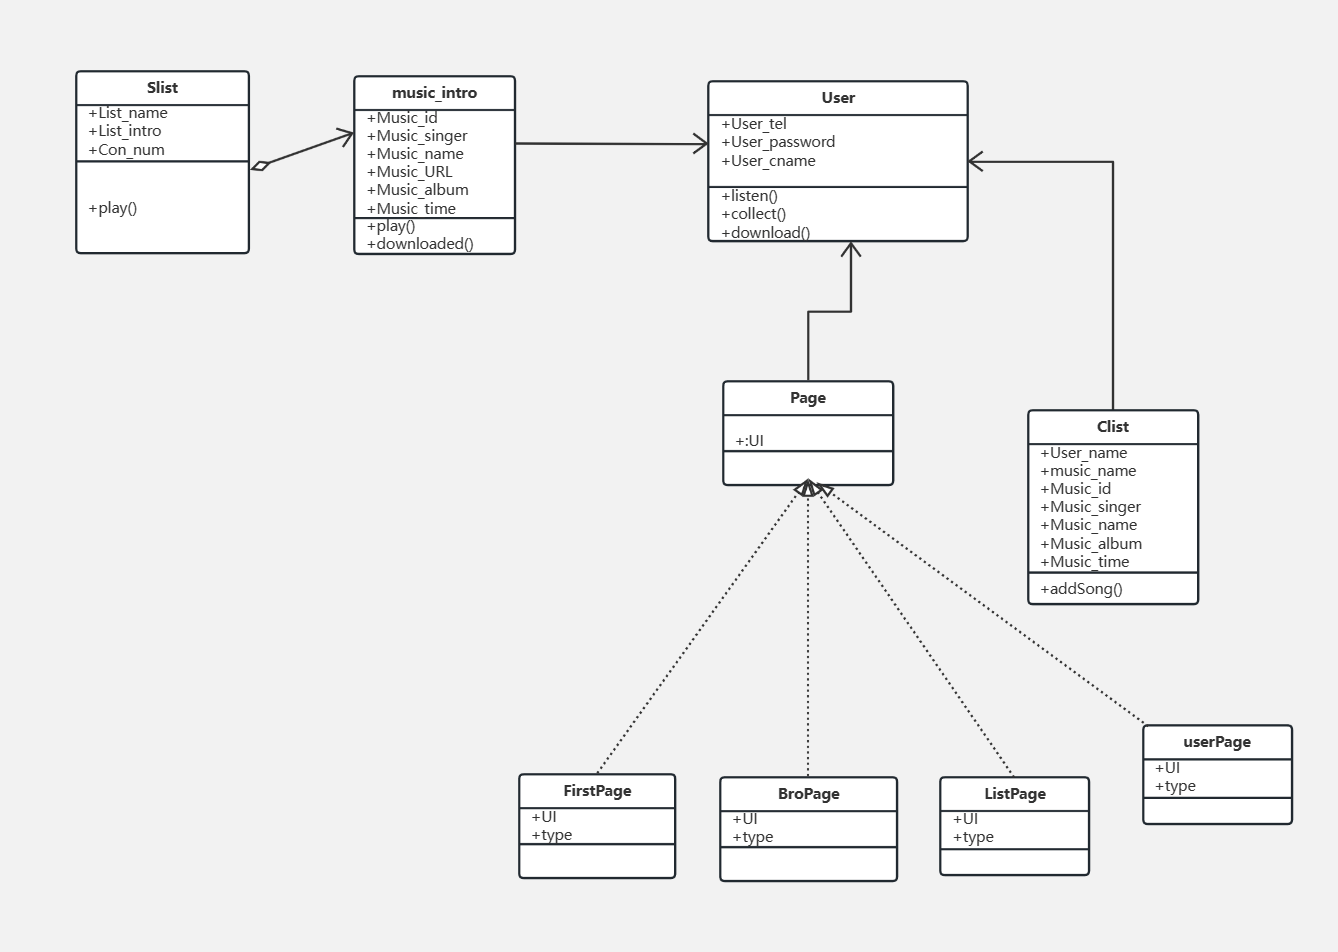 Slist
+List_name
+List_intro
+Con_num
+play()
music_intro
+Music_id
+Music_singer
+Music_name
+Music_URL
+Music_album
+Music_time
+play()
+downloaded()
User
+User_tel
+User_password
+User_cname
+listen()
+collect()
+download()
Page
+:UI
Clist
+User_name
+music_name
+Music_id
+Music_singer
+Music_name
+Music_album
+Music_time
+addSong()
FirstPage
+UI
+type
BroPage
+UI
+type
ListPage
+UI
+type
userPage
+UI
+type